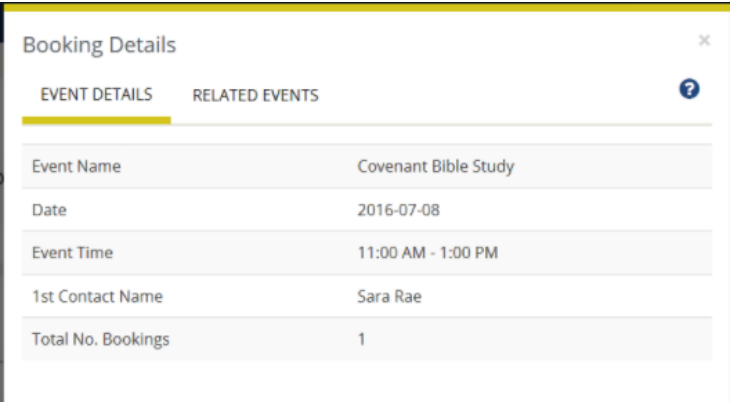 Booking Details ×
EVENT DETAILS RELATED EVENTS ?
Event Name Covenant Bible Study
Date 2016-07-08
Event Time 11:00 AM - 1:00 PM
1st Contact Name Sara Rae
Total No. Bookings 1